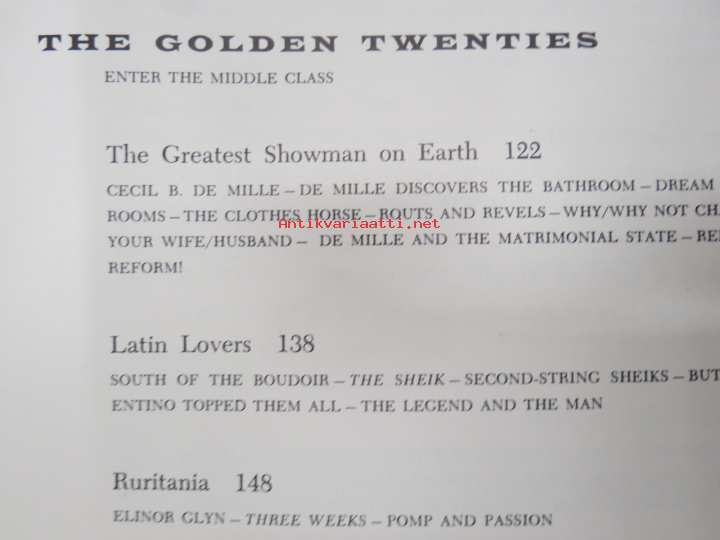 THE GOLDEN TWENTIES
ENTER THE MIDDLE CLASS
The Greatest Showman on Earth 122
CECIL B. DE MILLE – DE MILLE DISCOVERS THE BATHROOM – DREAM
ROOMS – THE CLOTHES HORSE – ROUTS AND REVELS – WHY/WHY NOT CHA
Antikvariaatti.net
YOUR WIFE/HUSBAND – DE MILLE AND THE MATRIMONIAL STATE – RE
REFORM!
Latin Lovers 138
SOUTH OF THE BOUDOIR – THE SHEIK – SECOND-STRING SHEIKS – BUT
ENTINO TOPPED THEM ALL – THE LEGEND AND THE MAN
Ruritania 148
ELINOR GLYN – THREE WEEKS – POMP AND PASSION